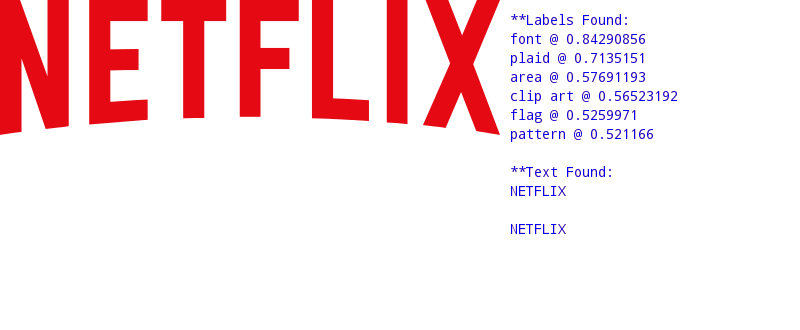 NETFLIX
**Labels Found:
font @ 0.84290856
plaid @ 0.7135151
area @ 0.57691193
clip art @ 0.56523192
flag @ 0.5259971
pattern @ 0.521166
**Text Found:
NETFLIX
NETFLIX